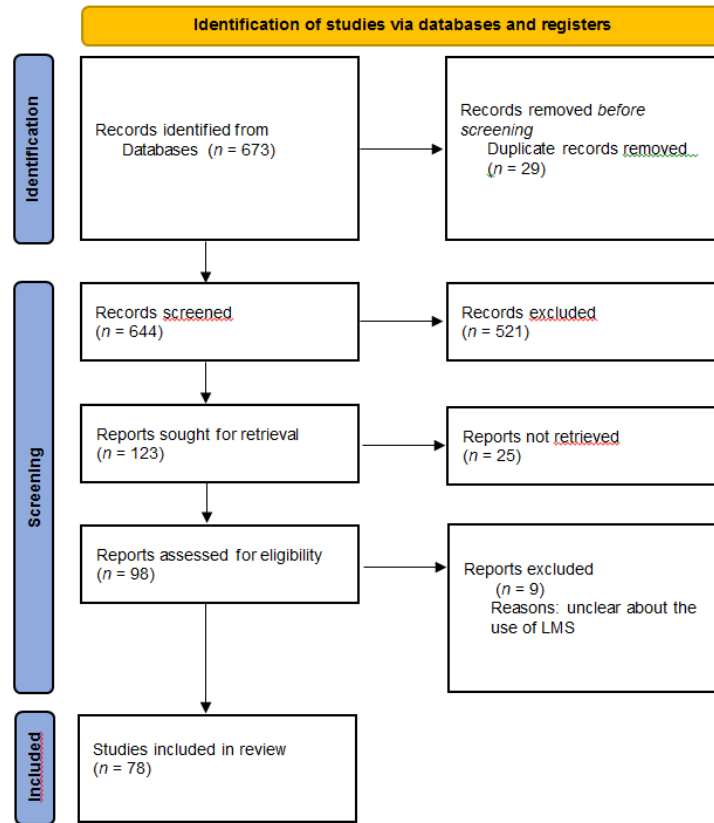 Identification of studies via databases and registers
Identification
Records identified from
Databases (n = 673)
Records removed before
screening
Duplicate records removed
(n = 29)
Screening
Records screened
(n = 644)
Records excluded
(n = 521)
Reports sought for retrieval
(n = 123)
Reports not retrieved
(n = 25)
Reports assessed for eligibility
(n = 98)
Reports excluded
(n = 9)
Reasons: unclear about the
use of LMS
Included
Studies included in review
(n = 78)